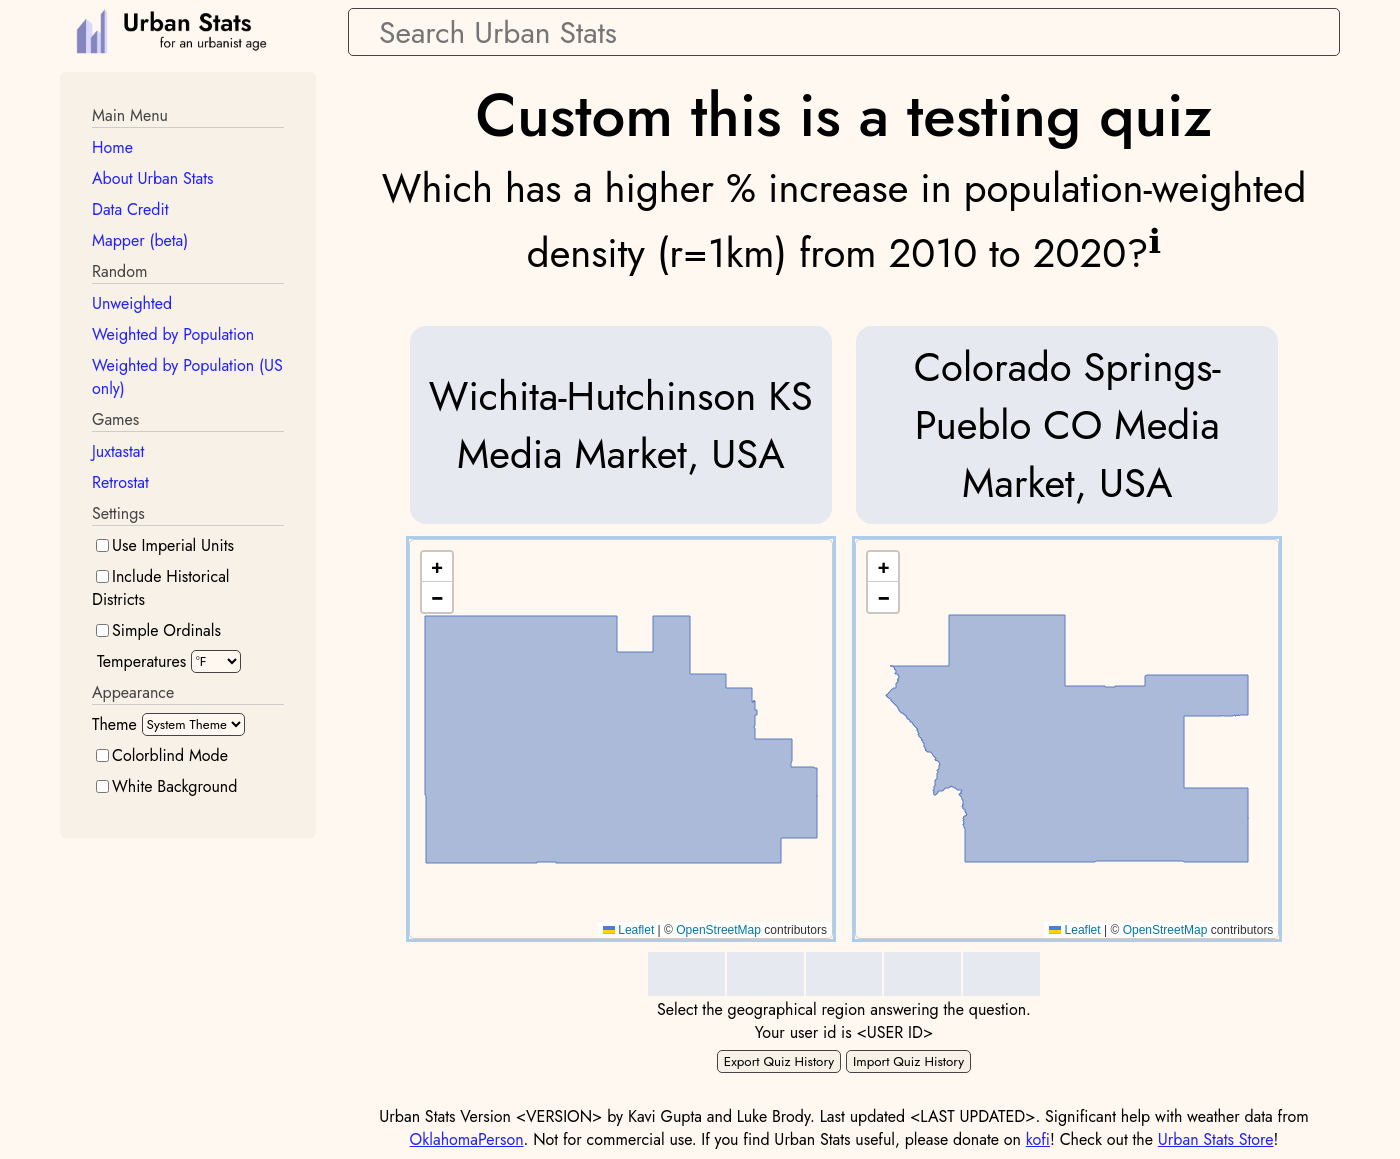 Urban Stats
for an urbanist age
Search Urban Stats
Main Menu
Home
About Urban Stats
Data Credit
Mapper (beta)
Random
Unweighted
Weighted by Population
Weighted by Population (US
only)
Games
Juxtastat
Retrostat
Settings
Use Imperial Units
Include Historical
Districts
Simple Ordinals
Temperatures °F
Appearance
Theme System Theme
Colorblind Mode
White Background
Custom this is a testing quiz
Which has a higher % increase in population-weighted
density (r=1km) from 2010 to 2020?i
Wichita-Hutchinson KS
Media Market, USA
Colorado Springs-
Pueblo CO Media
Market, USA
+
−
Leaflet | © OpenStreetMap contributors
+
−
Leaflet | © OpenStreetMap contributors
Select the geographical region answering the question.
Your user id is <USER ID>
Export Quiz History Import Quiz History
Urban Stats Version <VERSION> by Kavi Gupta and Luke Brody. Last updated <LAST UPDATED>. Significant help with weather data from
OklahomaPerson. Not for commercial use. If you find Urban Stats useful, please donate on kofi! Check out the Urban Stats Store!